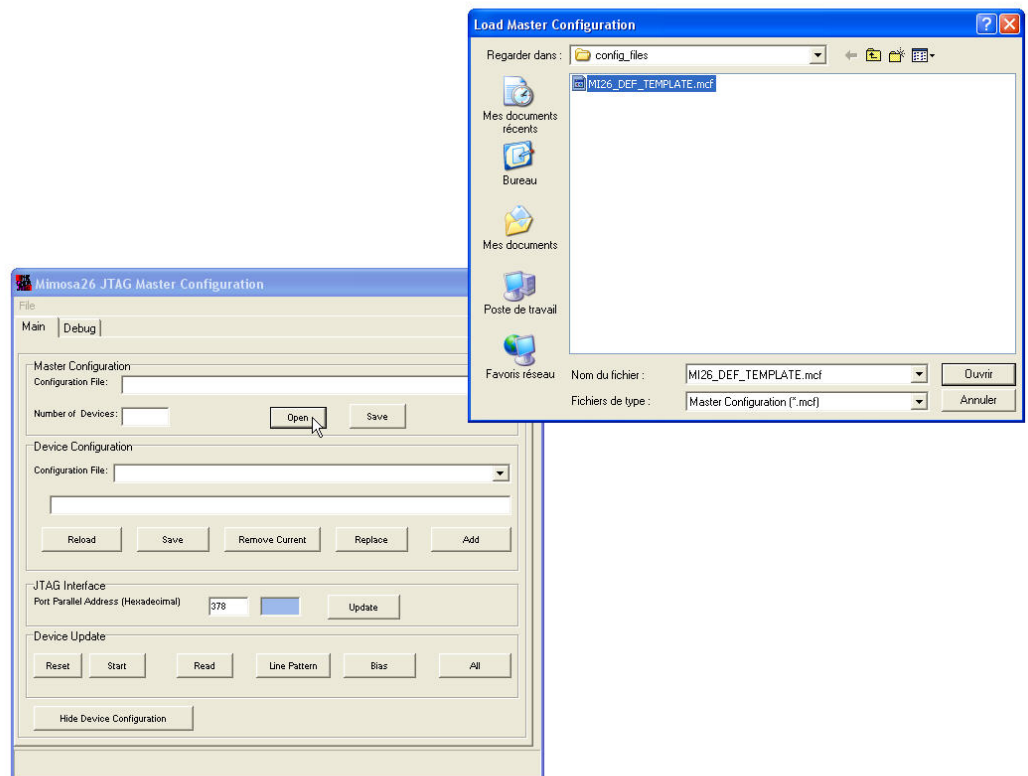 Load Master Configuration
Regarder dans :
config_files
MI26_DEF_TEMPLATE.mcf
Mes documents
récents
Bureau
Mes documents
Poste de travail
Favoris réseau
Nom du fichier :
MI26_DEF_TEMPLATE.mcf
Ouvrir
Fichiers de type :
Master Configuration (*.mcf)
Annuler
Mimosa26 JTAG Master Configuration
File
Main
Debug
Master Configuration
Configuration File:
Number of Devices:
Open
Save
Device Configuration
Configuration File:
Reload
Save
Remove Current
Replace
Add
JTAG Interface
Port Parallel Address (Hexadecimal)
378
Update
Device Update
Reset
Start
Read
Line Pattern
Bias
All
Hide Device Configuration